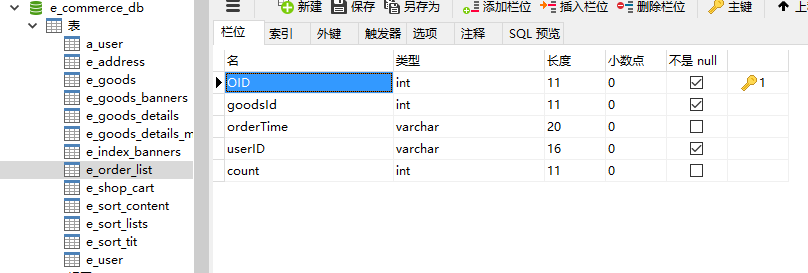 e_commerce_db
表
a_user
e_address
e_goods
e_goods_banners
e_goods_details
e_goods_details_m
e_index_banners
e_order_list
e_shop_cart
e_sort_content
e_sort_lists
e_sort_tit
e_user
新建 保存 另存为 添加栏位 插入栏位 删除栏位 主键
栏位 索引 外键 触发器 选项 注释 SQL 预览
名 类型 长度 小数点 不是 null
OID int 11 0 1
goodsId int 11 0
orderTime varchar 20 0
userID varchar 16 0
count int 11 0